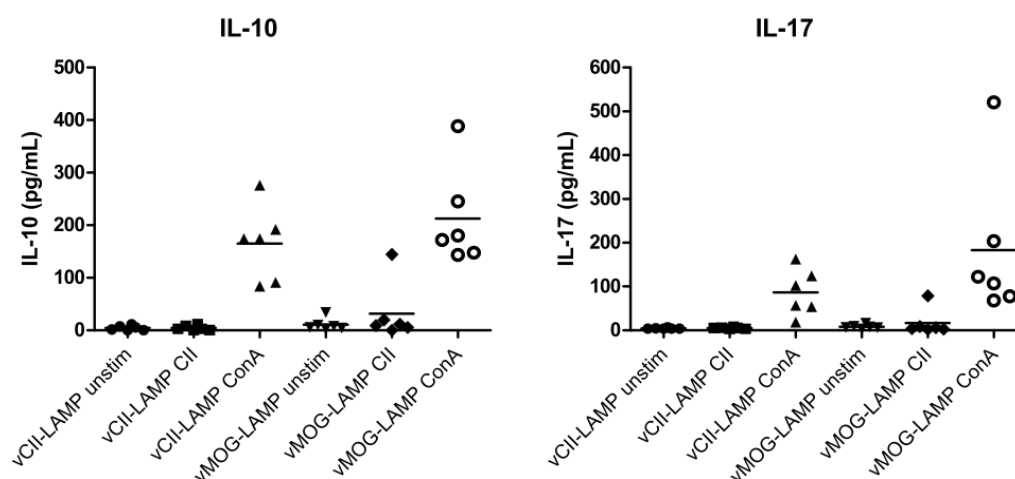 IL-10
IL-10 (pg/mL)
500
400
300
200
100
0
vCII-LAMP unstim
vCII-LAMP CII
vCII-LAMP ConA
vMOG-LAMP unstim
vMOG-LAMP CII
vMOG-LAMP ConA
IL-17
IL-17 (pg/mL)
600
500
400
300
200
100
0
vCII-LAMP unstim
vCII-LAMP CII
vCII-LAMP ConA
vMOG-LAMP unstim
vMOG-LAMP CII
vMOG-LAMP ConA